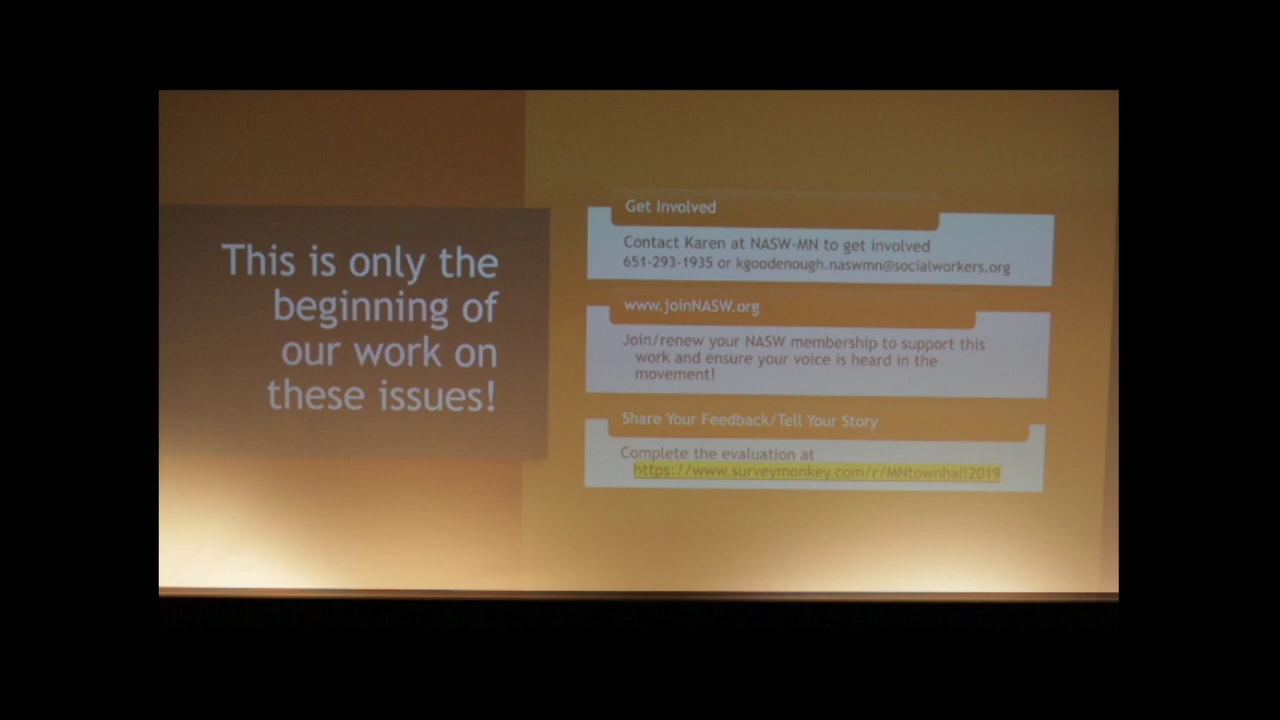 This is only the
beginning of
our work on
these issues!
Get Involved
Contact Karen at NASW-MN to get involved
651-293-1935 or kgoodenough.naswmn@socialworkers.org
www.joinNASW.org
Join/renew your NASW membership to support this
work and ensure your voice is heard in the
movement!
Share Your Feedback/Tell Your Story
Complete the evaluation at
https://www.surveymonkey.com/r/MNtownhall2019